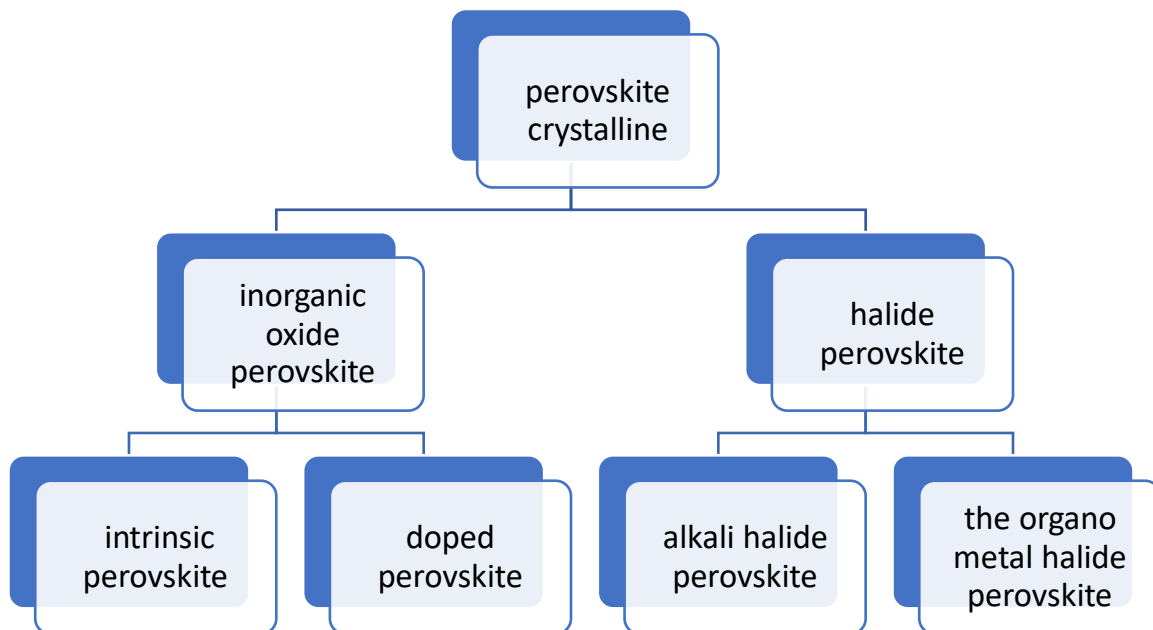 perovskite
crystalline
inorganic
oxide
perovskite
halide
perovskite
intrinsic
perovskite
doped
perovskite
alkali halide
perovskite
the organo
metal halide
perovskite